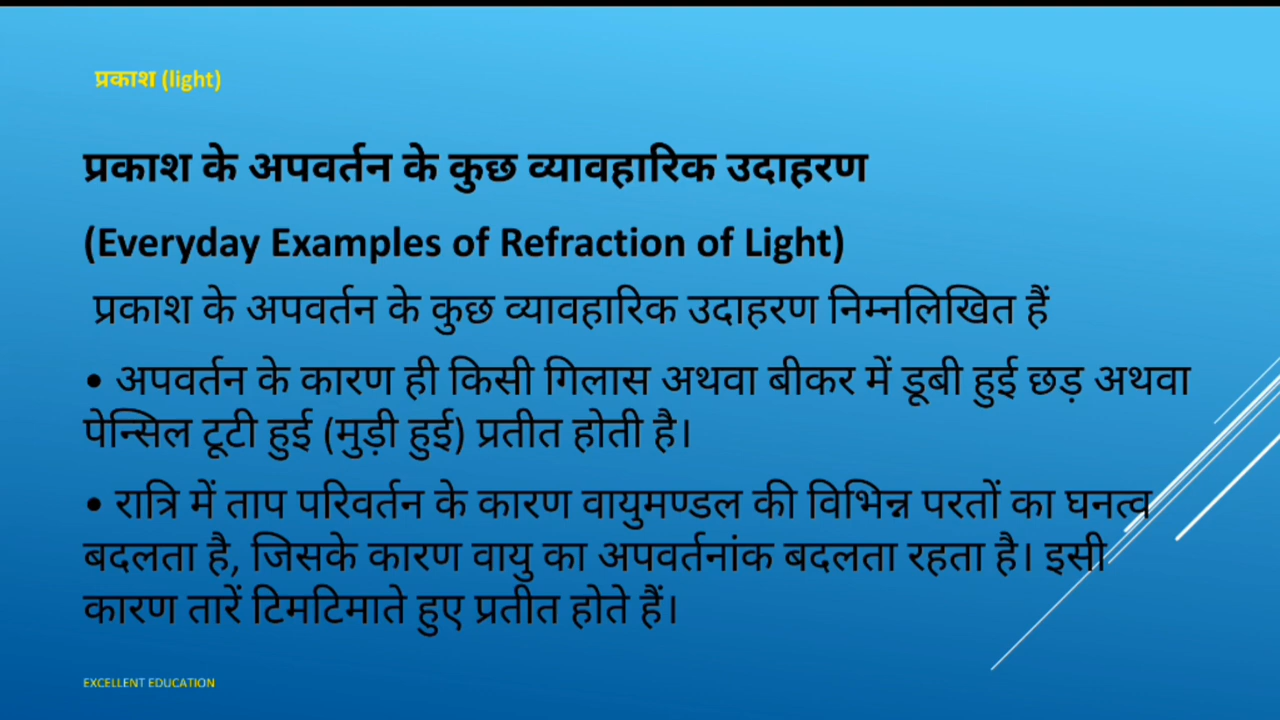 प्रकाश (light)
प्रकाश के अपवर्तन के कुछ व्यावहारिक उदाहरण
(Everyday Examples of Refraction of Light)
प्रकाश के अपवर्तन के कुछ व्यावहारिक उदाहरण निम्नलिखित हैं
• अपवर्तन के कारण ही किसी गिलास अथवा बीकर में डूबी हुई छड़ अथवा
पेन्सिल टूटी हुई (मुड़ी हुई) प्रतीत होती है।
• रात्रि में ताप परिवर्तन के कारण वायुमण्डल की विभिन्न परतों का घनत्व
बदलता है, जिसके कारण वायु का अपवर्तनांक बदलता रहता है। इसी
कारण तारें टिमटिमाते हुए प्रतीत होते हैं।
EXCELLENT EDUCATION